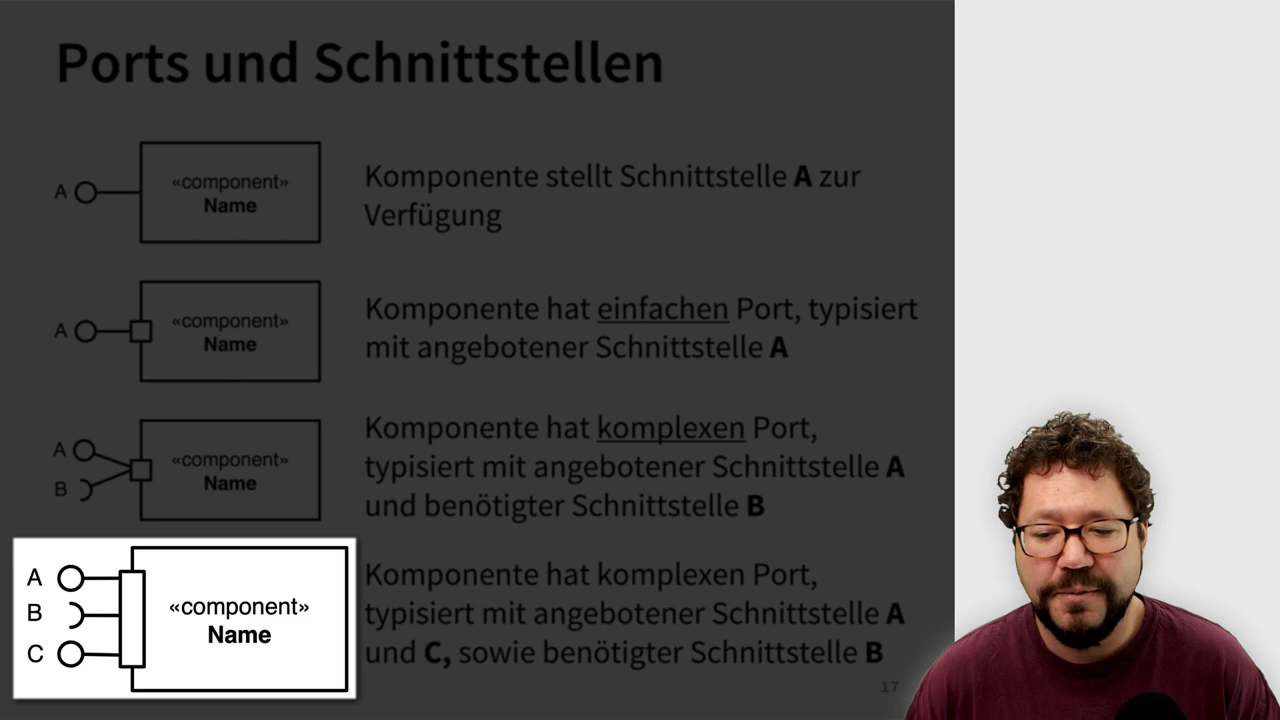 Ports und Schnittstellen
A
«component»
Name
Komponente stellt Schnittstelle A zur
Verfügung
A
«component»
Name
Komponente hat einfachen Port, typisiert
mit angebotener Schnittstelle A
A
B
«component»
Name
Komponente hat komplexen Port,
typisiert mit angebotener Schnittstelle A
und benötigter Schnittstelle B
A
B
C
«component»
Name
Komponente hat komplexen Port,
typisiert mit angebotener Schnittstelle A
und C, sowie benötigter Schnittstelle B
17